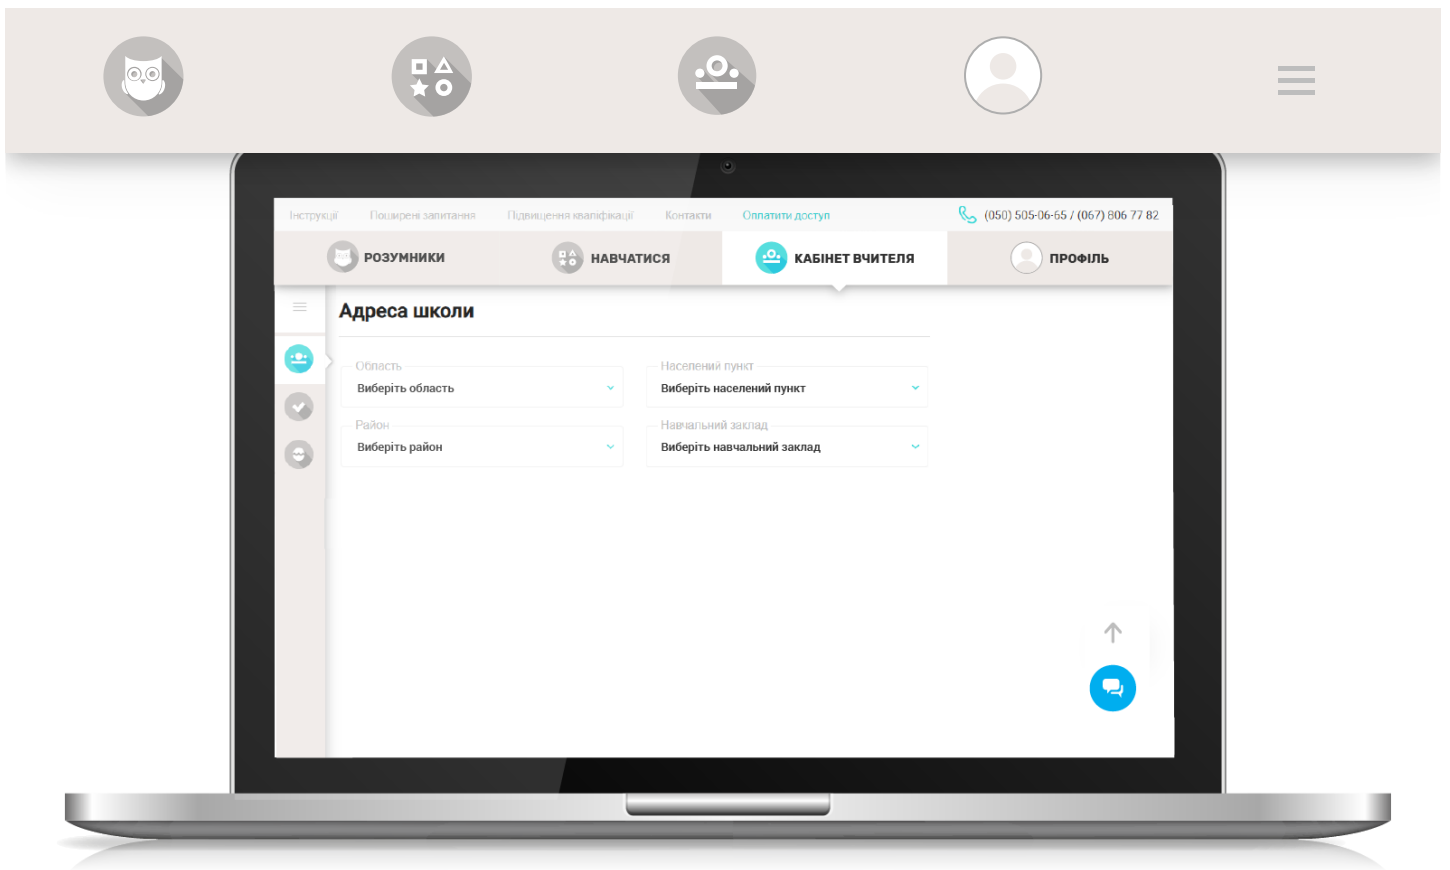 Інструкції Поширені запитання Підвищення кваліфікації Контакти Оплатити доступ (050) 505-06-65 / (067) 806 77 82
РОЗУМНИКИ НАВЧАТИСЯ КАБІНЕТ ВЧИТЕЛЯ ПРОФІЛЬ
Адреса школи
Область Населений пункт
Виберіть область Виберіть населений пункт
Район Навчальний заклад
Виберіть район Виберіть навчальний заклад